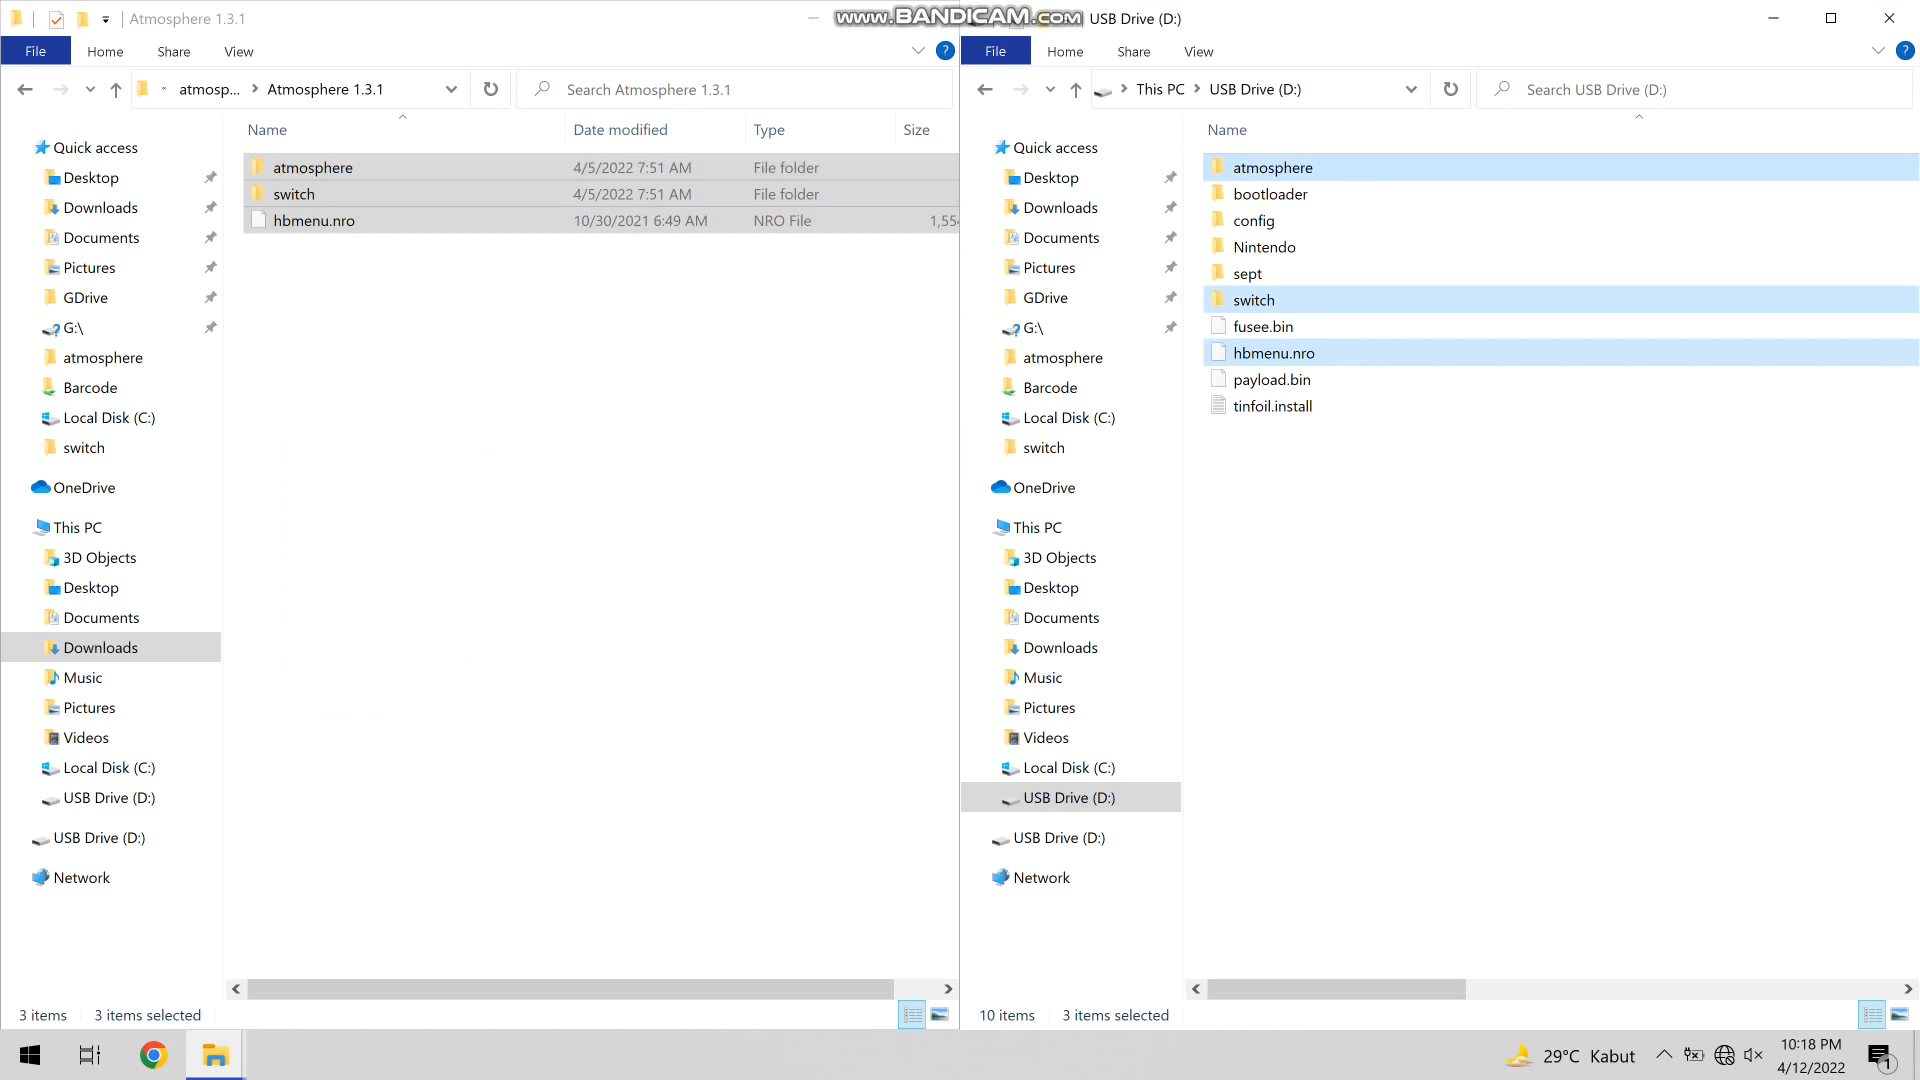 Atmosphere 1.3.1
www.BANDICAM.com
USB Drive (D:)
File
Home
Share
View
File
Home
Share
View
atmosp...
Atmosphere 1.3.1
Search Atmosphere 1.3.1
This PC
USB Drive (D:)
Search USB Drive (D:)
Name
Date modified
Type
Size
Quick access
Desktop
Downloads
Documents
Pictures
GDrive
G:\
atmosphere
Barcode
Local Disk (C:)
switch
OneDrive
This PC
3D Objects
Desktop
Documents
Downloads
Music
Pictures
Videos
Local Disk (C:)
USB Drive (D:)
USB Drive (D:)
Network
atmosphere 4/5/2022 7:51 AM File folder
switch 4/5/2022 7:51 AM File folder
hbmenu.nro 10/30/2021 6:49 AM NRO File 1,554
3 items
3 items selected
Name
Quick access
Desktop
Downloads
Documents
Pictures
GDrive
G:\
atmosphere
Barcode
Local Disk (C:)
switch
OneDrive
This PC
3D Objects
Desktop
Documents
Downloads
Music
Pictures
Videos
Local Disk (C:)
USB Drive (D:)
USB Drive (D:)
Network
atmosphere
bootloader
config
Nintendo
sept
switch
fusee.bin
hbmenu.nro
payload.bin
tinfoil.install
10 items
3 items selected
29°C Kabut
10:18 PM
4/12/2022
1